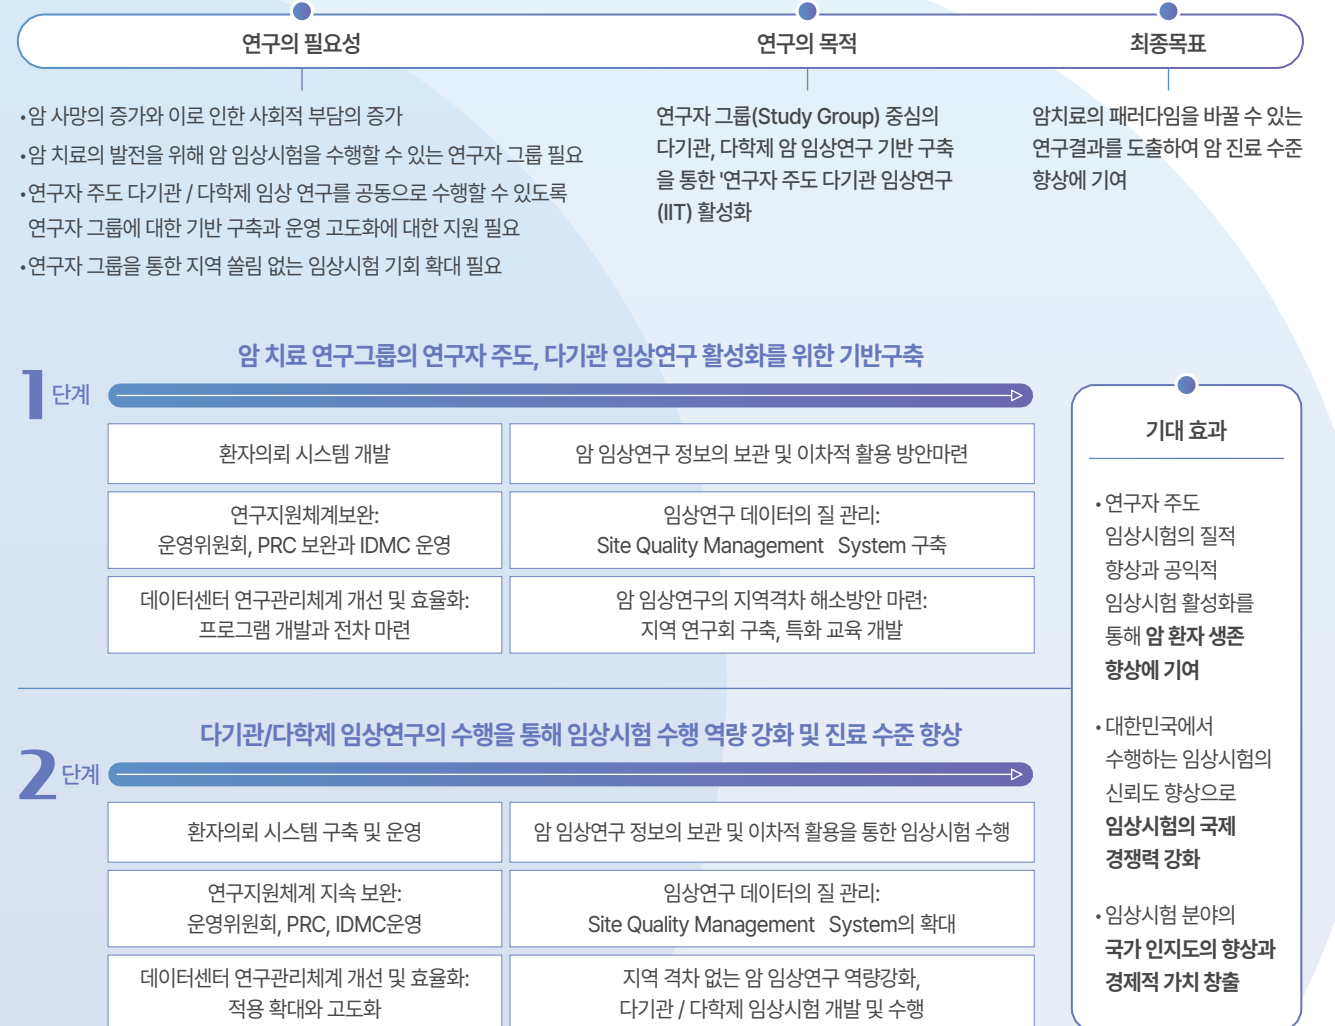 연구의 필요성
·암 사망의 증가와 이로 인한 사회적 부담의 증가
·암 치료의 발전을 위해 암 임상시험을 수행할 수 있는 연구자 그룹 필요
·연구자 주도 다기관 / 다학제 임상 연구를 공동으로 수행할 수 있도록
연구자 그룹에 대한 기반 구축과 운영 고도화에 대한 지원 필요
·연구자 그룹을 통한 지역 쏠림 없는 임상시험 기회 확대 필요
연구의 목적
연구자 그룹(Study Group) 중심의
다기관, 다학제 암 임상연구 기반 구축
을 통한 '연구자 주도 다기관 임상연구
(IIT) 활성화
최종목표
암치료의 패러다임을 바꿀 수 있는
연구결과를 도출하여 암 진료 수준
향상에 기여
1단계
암 치료 연구그룹의 연구자 주도, 다기관 임상연구 활성화를 위한 기반구축
환자의뢰 시스템 개발
암 임상연구 정보의 보관 및 이차적 활용 방안마련
연구지원체계보완:
운영위원회, PRC 보완과 IDMC 운영
임상연구 데이터의 질 관리:
Site Quality Management System 구축
데이터센터 연구관리체계 개선 및 효율화:
프로그램 개발과 전차 마련
암 임상연구의 지역격차 해소방안 마련:
지역 연구회 구축, 특화 교육 개발
2단계
다기관/다학제 임상연구의 수행을 통해 임상시험 수행 역량 강화 및 진료 수준 향상
환자의뢰 시스템 구축 및 운영
암 임상연구 정보의 보관 및 이차적 활용을 통한 임상시험 수행
연구지원체계 지속 보완:
운영위원회, PRC, IDMC운영
임상연구 데이터의 질 관리:
Site Quality Management System의 확대
데이터센터 연구관리체계 개선 및 효율화:
적용 확대와 고도화
지역 격차 없는 암 임상연구 역량강화,
다기관 / 다학제 임상시험 개발 및 수행
기대 효과
·연구자 주도
임상시험의 질적
향상과 공익적
임상시험 활성화를
통해 암 환자 생존
향상에 기여
·대한민국에서
수행하는 임상시험의
신뢰도 향상으로
임상시험의 국제
경쟁력 강화
·임상시험 분야의
국가 인지도의 향상과
경제적 가치 창출